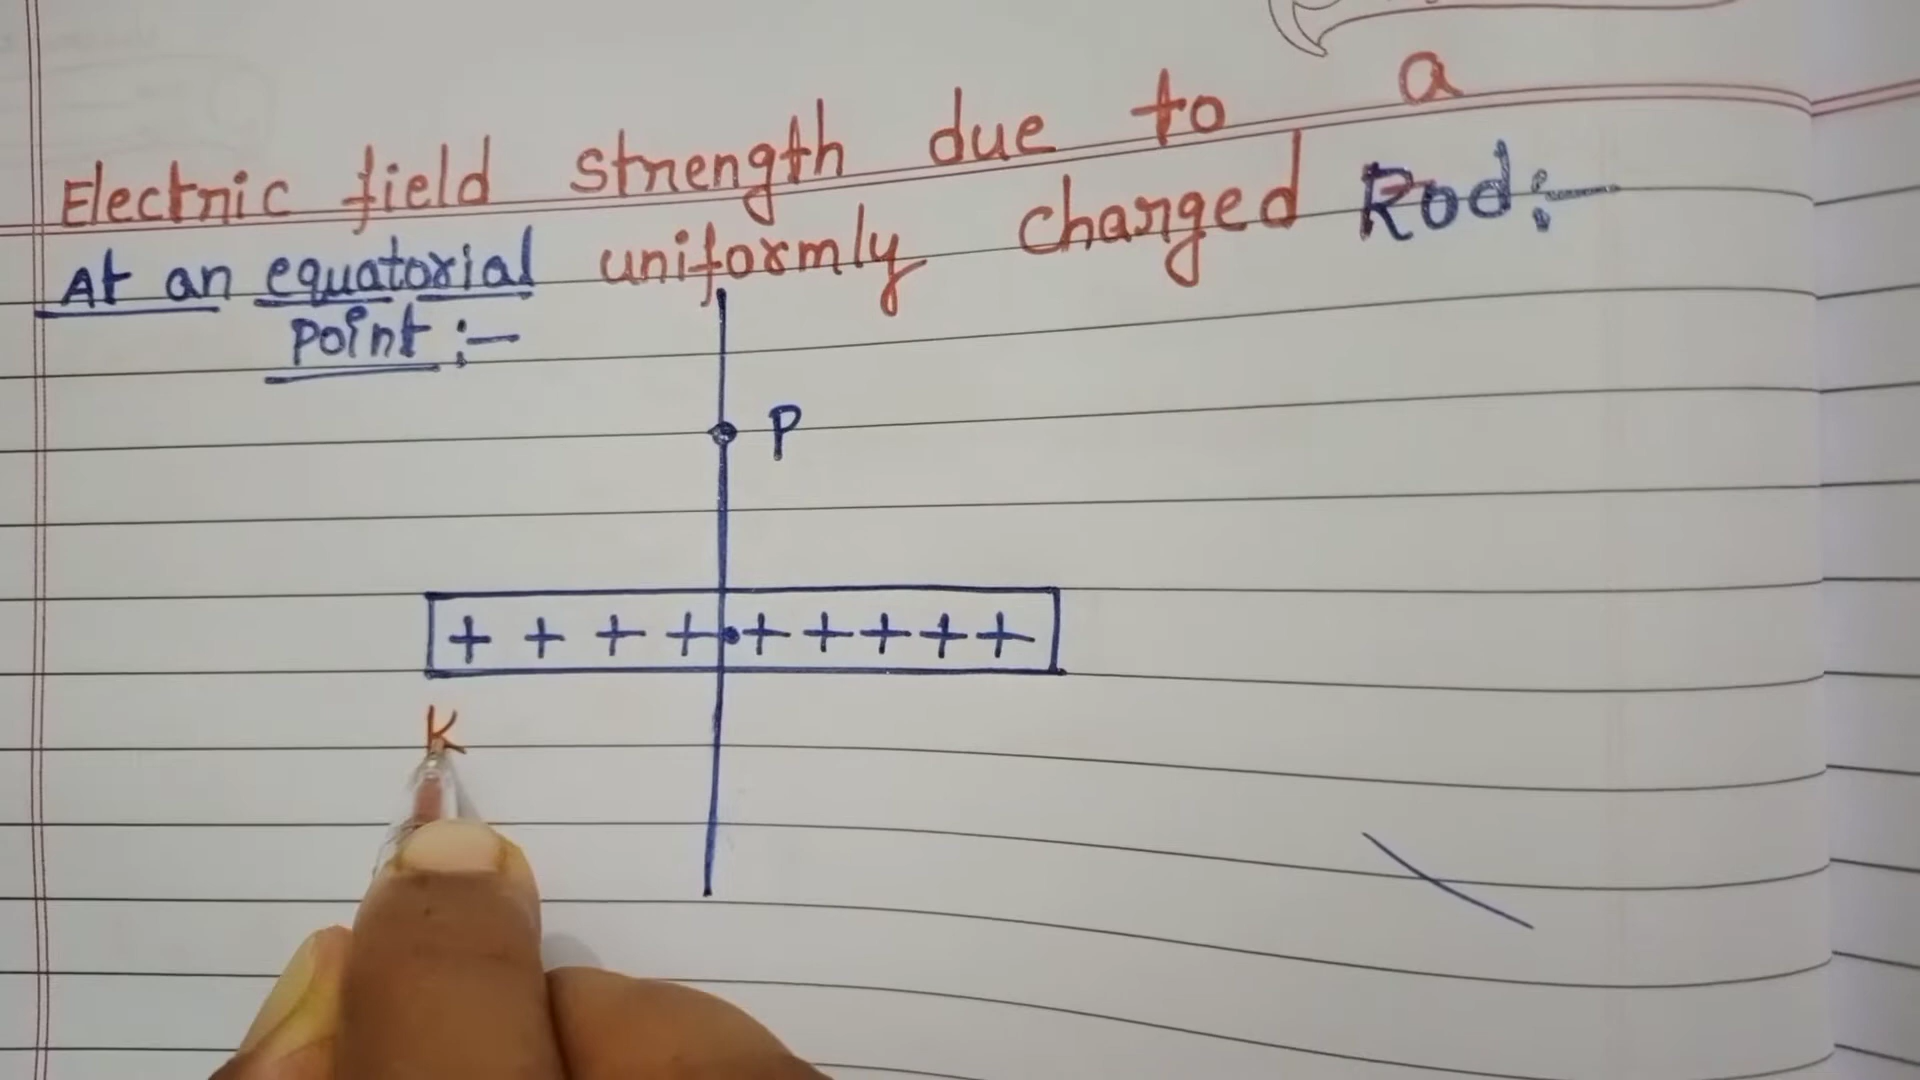 Electric field strength due to a
uniformly charged Rod:-
At an equatorial
point :-
P
+ + + + + + + + +
K